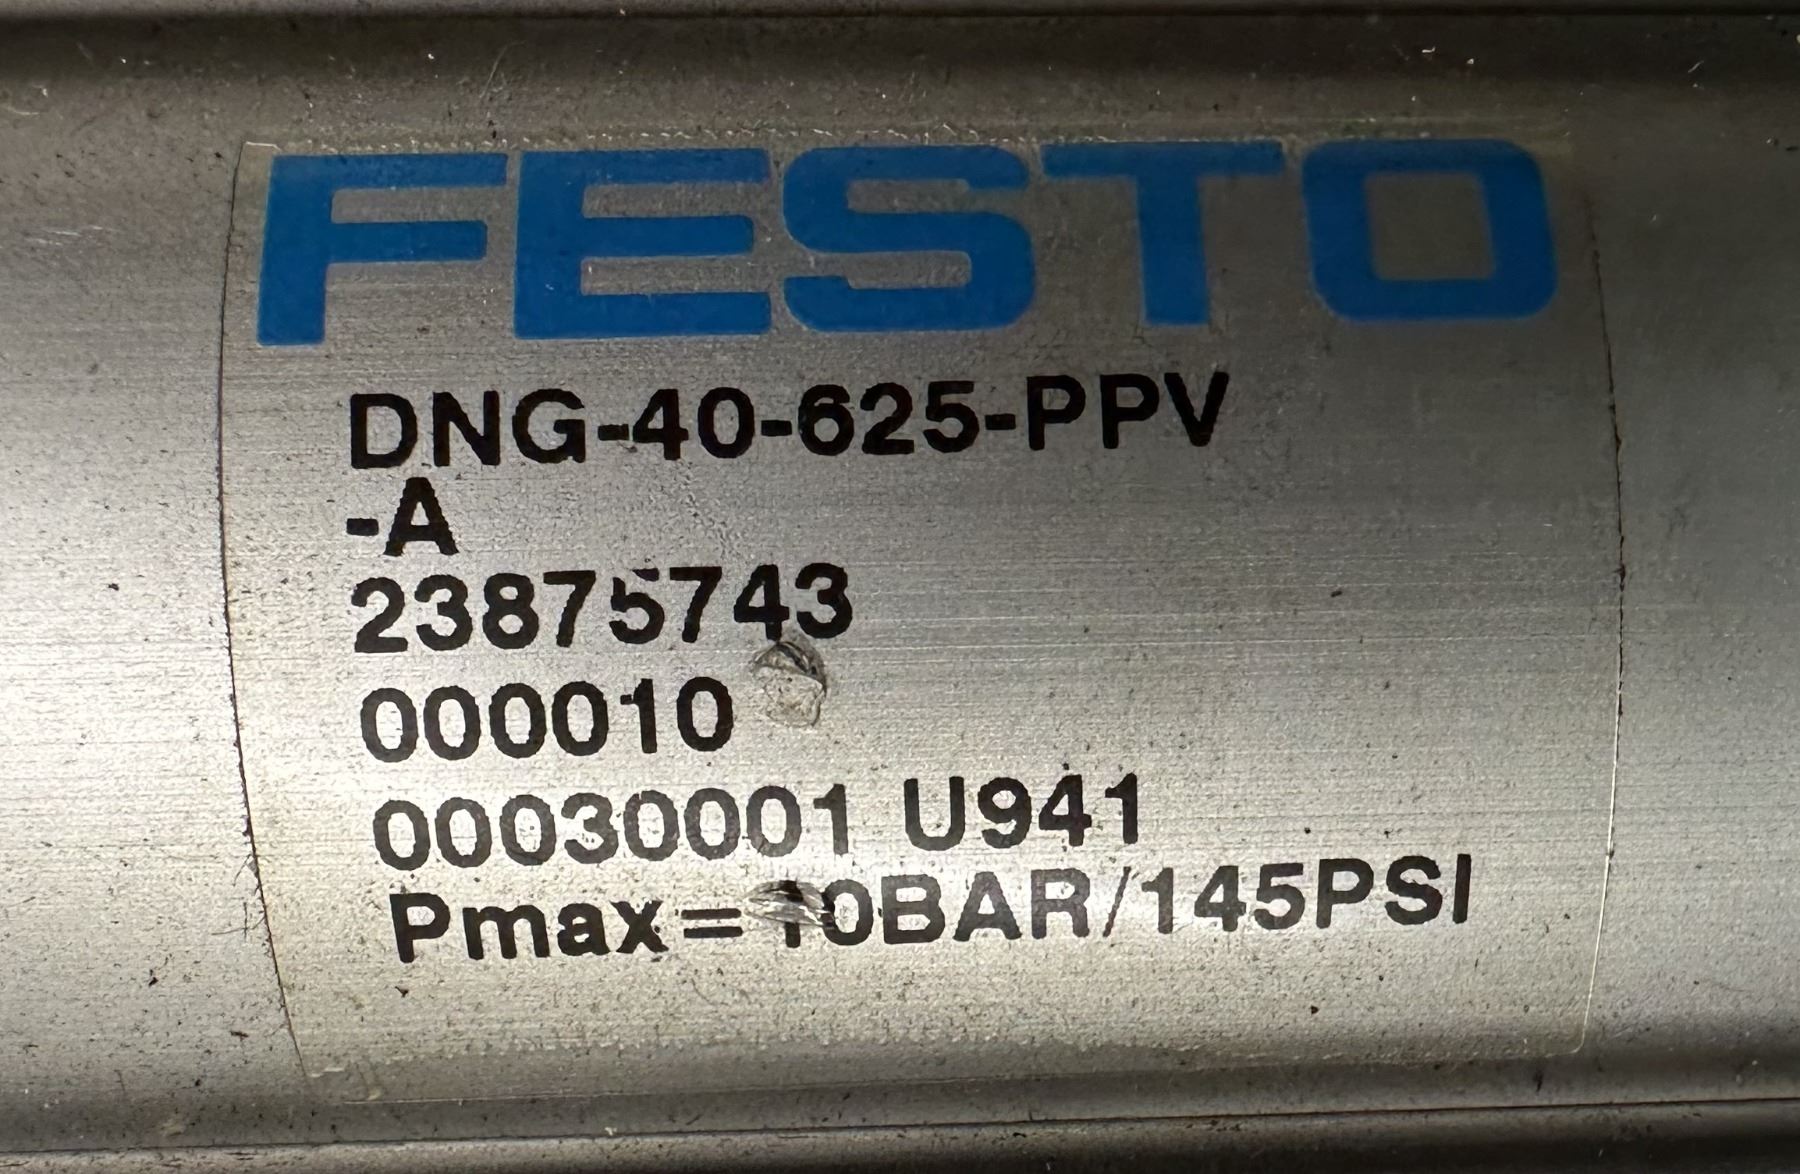 FESTO
DNG-40-625-PPV
-A
23875743
000010
00030001 U941
Pmax=10BAR/145PSI